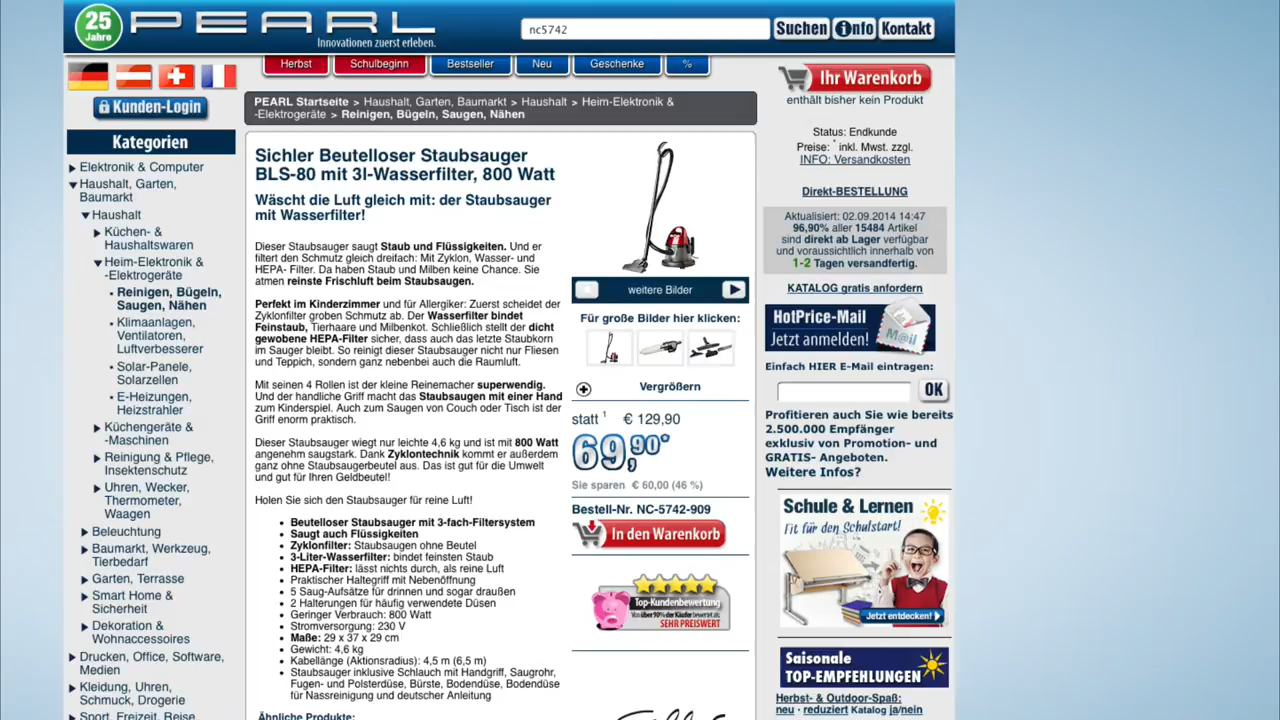 25
Jahre
PEARL
Innovationen zuerst erleben.
nc5742
Suchen
info
Kontakt
Herbst
Schulbeginn
Bestseller
Neu
Geschenke
%
Kunden-Login
Kategorien
Elektronik & Computer
Haushalt, Garten,
Baumarkt
Haushalt
Küchen- &
Haushaltswaren
Heim-Elektronik &
-Elektrogeräte
Reinigen, Bügeln,
Saugen, Nähen
Klimaanlagen,
Ventilatoren,
Luftverbesserer
Solar-Panele,
Solarzellen
E-Heizungen,
Heizstrahler
Küchengeräte &
-Maschinen
Reinigung & Pflege,
Insektenschutz
Uhren, Wecker,
Thermometer,
Waagen
Beleuchtung
Baumarkt, Werkzeug,
Tierbedarf
Garten, Terrasse
Smart Home &
Sicherheit
Dekoration &
Wohnaccessoires
Drucken, Office, Software,
Medien
Kleidung, Uhren,
Schmuck, Drogerie
Sport, Freizeit, Reise
PEARL Startseite > Haushalt, Garten, Baumarkt > Haushalt > Heim-Elektronik &
-Elektrogeräte > Reinigen, Bügeln, Saugen, Nähen
Sichler Beutelloser Staubsauger
BLS-80 mit 3l-Wasserfilter, 800 Watt
Wäscht die Luft gleich mit: der Staubsauger
mit Wasserfilter!
Dieser Staubsauger saugt Staub und Flüssigkeiten. Und er
filtert den Schmutz gleich dreifach: Mit Zyklon, Wasser- und
HEPA- Filter. Da haben Staub und Milben keine Chance. Sie
atmen reinste Frischluft beim Staubsaugen.
Perfekt im Kinderzimmer und für Allergiker: Zuerst scheidet der
Zyklonfilter groben Schmutz ab. Der Wasserfilter bindet
Feinstaub, Tierhaare und Milbenkot. Schließlich stellt der dicht
gewobene HEPA-Filter sicher, dass auch das letzte Staubkorn
im Sauger bleibt. So reinigt dieser Staubsauger nicht nur Fliesen
und Teppich, sondern ganz nebenbei auch die Raumluft.
Mit seinen 4 Rollen ist der kleine Reinemacher superwendig.
Und der handliche Griff macht das Staubsaugen mit einer Hand
zum Kinderspiel. Auch zum Saugen von Couch oder Tisch ist der
Griff enorm praktisch.
Dieser Staubsauger wiegt nur leichte 4,6 kg und ist mit 800 Watt
angenehm saugstark. Dank Zyklontechnik kommt er außerdem
ganz ohne Staubsaugerbeutel aus. Das ist gut für die Umwelt
und gut für Ihren Geldbeutel!
Holen Sie sich den Staubsauger für reine Luft!
Beutelloser Staubsauger mit 3-fach-Filtersystem
Saugt auch Flüssigkeiten
Zyklonfilter: Staubsaugen ohne Beutel
3-Liter-Wasserfilter: bindet feinsten Staub
HEPA-Filter: lässt nichts durch, als reine Luft
Praktischer Haltegriff mit Nebenöffnung
5 Saug-Aufsätze für drinnen und sogar draußen
2 Halterungen für häufig verwendete Düsen
Geringer Verbrauch: 800 Watt
Stromversorgung: 230 V
Maße: 29 x 37 x 29 cm
Gewicht: 4,6 kg
Kabellänge (Aktionsradius): 4,5 m (6,5 m)
Staubsauger inklusive Schlauch mit Handgriff, Saugrohr,
Fugen- und Polsterdüse, Bürste, Bodendüse, Bodendüse
für Nassreinigung und deutscher Anleitung
Ähnliche Produkte:
weitere Bilder
Für große Bilder hier klicken:
Vergrößern
statt 1 € 129,90
69,90*
Sie sparen € 60,00 (46 %)
Bestell-Nr. NC-5742-909
In den Warenkorb
Top-Kundenbewertung
Von über 90% der Käufer bewertet als
SEHR PREISWERT
Ihr Warenkorb
enthält bisher kein Produkt
Status: Endkunde
Preise: * inkl. Mwst. zzgl.
INFO: Versandkosten
Direkt-BESTELLUNG
Aktualisiert: 02.09.2014 14:47
96,90% aller 15484 Artikel
sind direkt ab Lager verfügbar
und voraussichtlich innerhalb von
1-2 Tagen versandfertig.
KATALOG gratis anfordern
HotPrice-Mail
Jetzt anmelden!
M@il
Einfach HIER E-Mail eintragen:
OK
Profitieren auch Sie wie bereits
2.500.000 Empfänger
exklusiv von Promotion- und
GRATIS- Angeboten.
Weitere Infos?
Schule & Lernen
Fit für den Schulstart!
Jetzt entdecken!
Saisonale
TOP-EMPFEHLUNGEN
Herbst- & Outdoor-Spaß:
neu · reduziert Katalog ja/nein